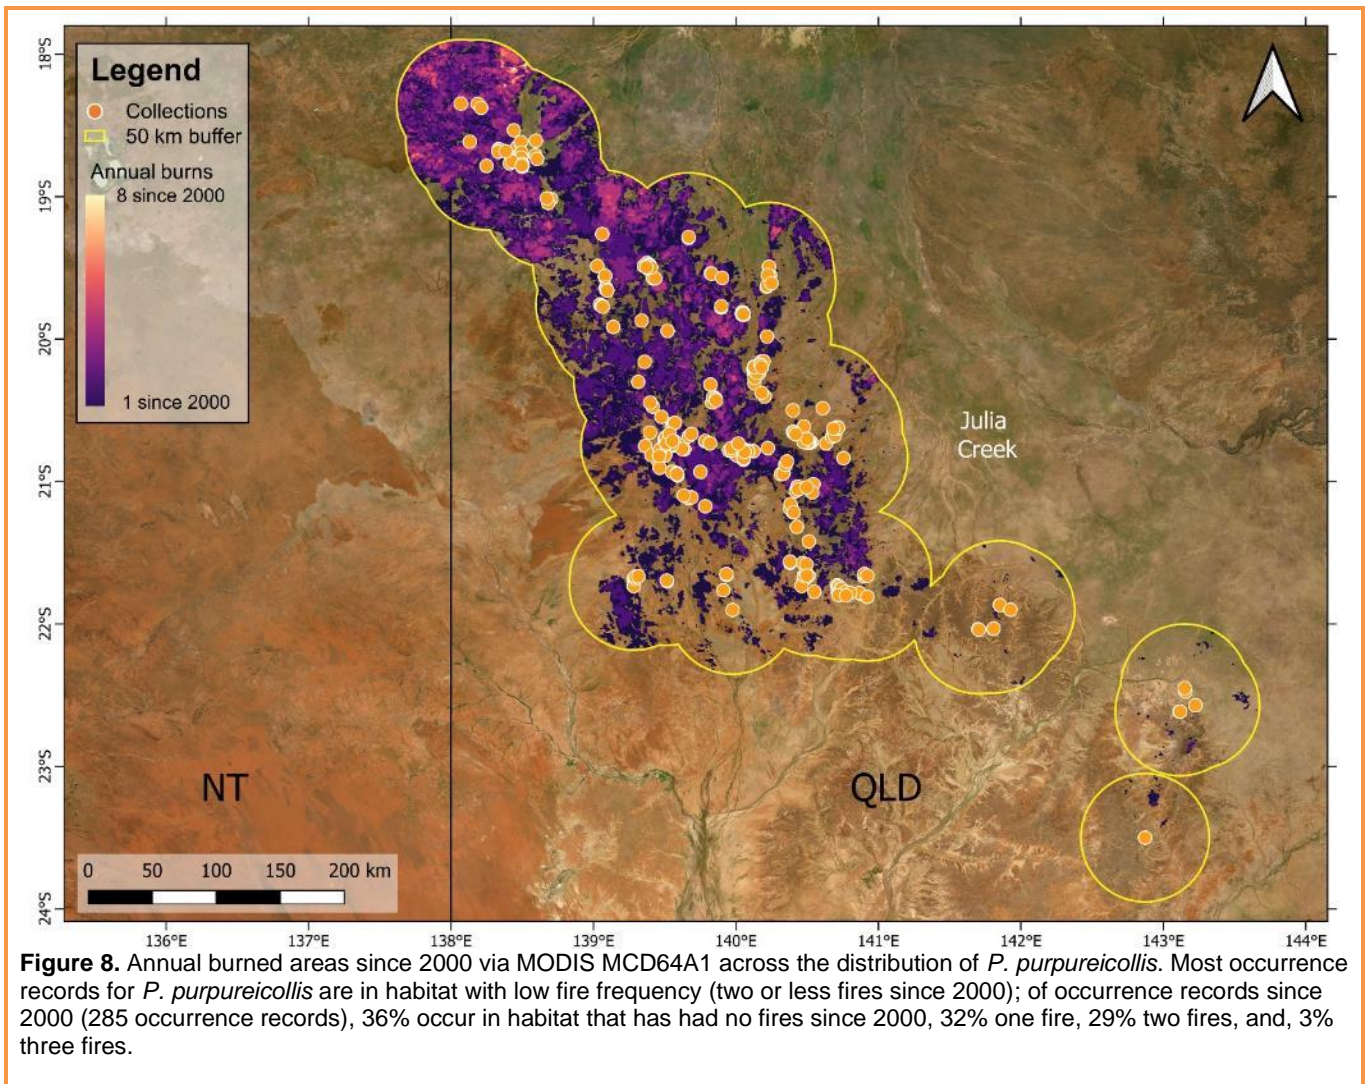 Legend
Collections
50 km buffer
Annual burns
8 since 2000
1 since 2000
18°S
19°S
20°S
21°S
22°S
23°S
24°S
Julia
Creek
NT
QLD
0 50 100 150 200 km
136°E 137°E 138°E 139°E 140°E 141°E 142°E 143°E 144°E
Figure 8. Annual burned areas since 2000 via MODIS MCD64A1 across the distribution of P. purpureicollis. Most occurrence
records for P. purpureicollis are in habitat with low fire frequency (two or less fires since 2000); of occurrence records since
2000 (285 occurrence records), 36% occur in habitat that has had no fires since 2000, 32% one fire, 29% two fires, and, 3%
three fires.